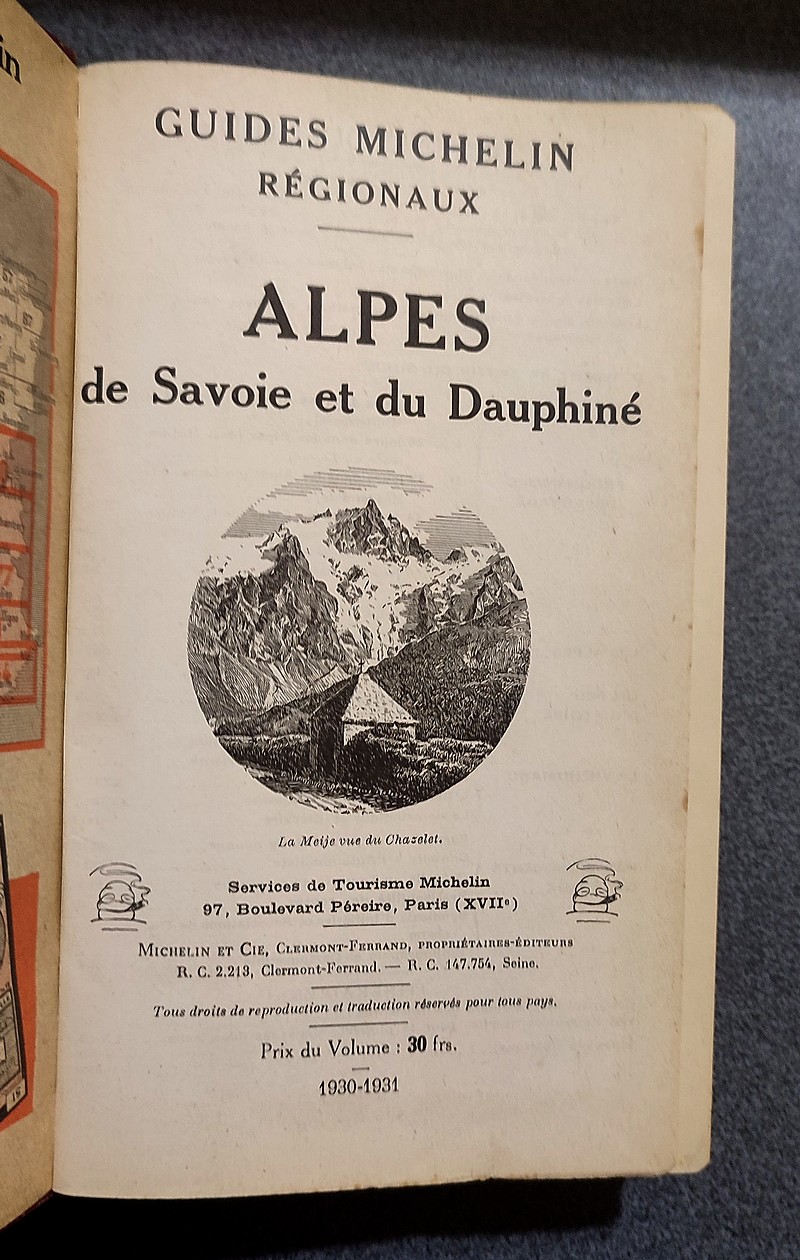 in
GUIDES MICHELIN
RÉGIONAUX
ALPES
de Savoie et du Dauphiné
La Meije vue du Chazelet.
Services de Tourisme Michelin
97, Boulevard Péreire, Paris (XVIIᵉ)
MICHELIN ET CIE, CLERMONT-FERRAND, PROPRIÉTAIRES-ÉDITEURS
R. C. 2.213, Clermont-Ferrand. — R. C. 147.754, Seine.
Tous droits de reproduction et traduction réservés pour tous pays.
Prix du Volume : 30 frs.
1930-1931